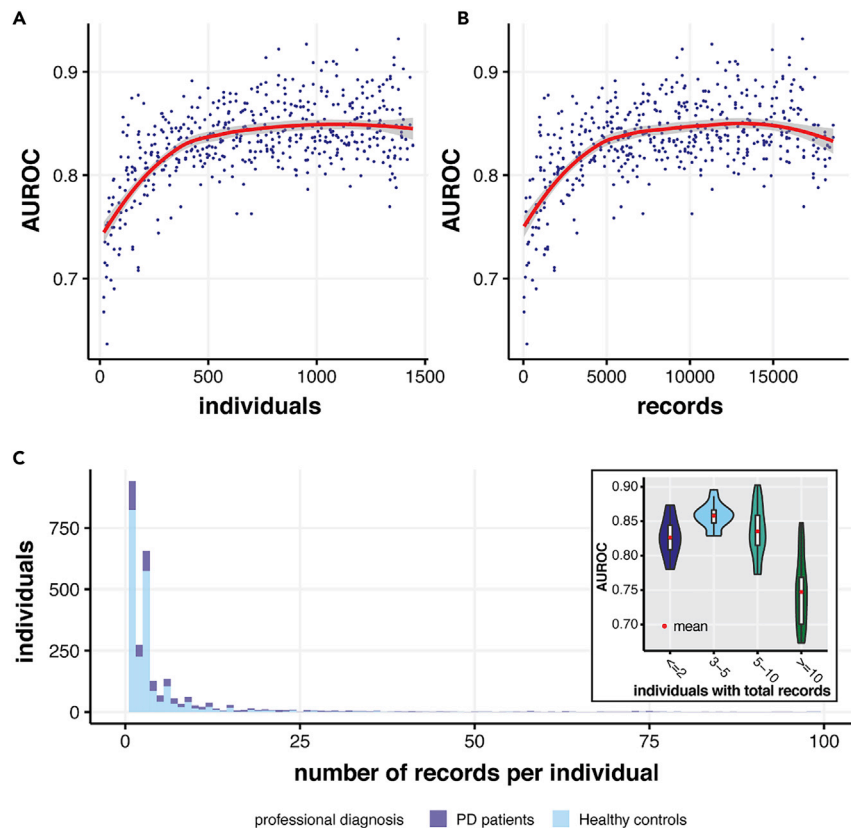 A
AUROC
0.9
0.8
0.7
0
500
1000
1500
individuals
B
AUROC
0.9
0.8
0.7
0
5000
10000
15000
records
C
individuals
750
500
250
0
0
25
50
75
100
number of records per individual
AUROC
0.90
0.85
0.80
0.75
0.70
mean
<=2
3-5
5-10
>=10
individuals with total records
professional diagnosis PD patients Healthy controls